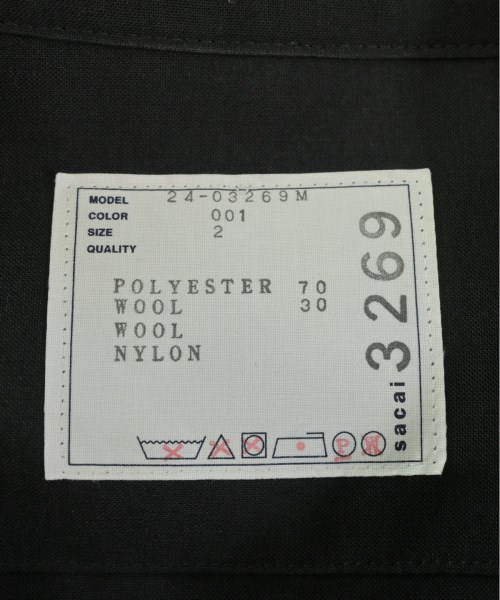 MODEL 24-03269M
COLOR 001
SIZE 2
QUALITY
POLYESTER 70
WOOL 30
WOOL
NYLON
sacai 3269
P W